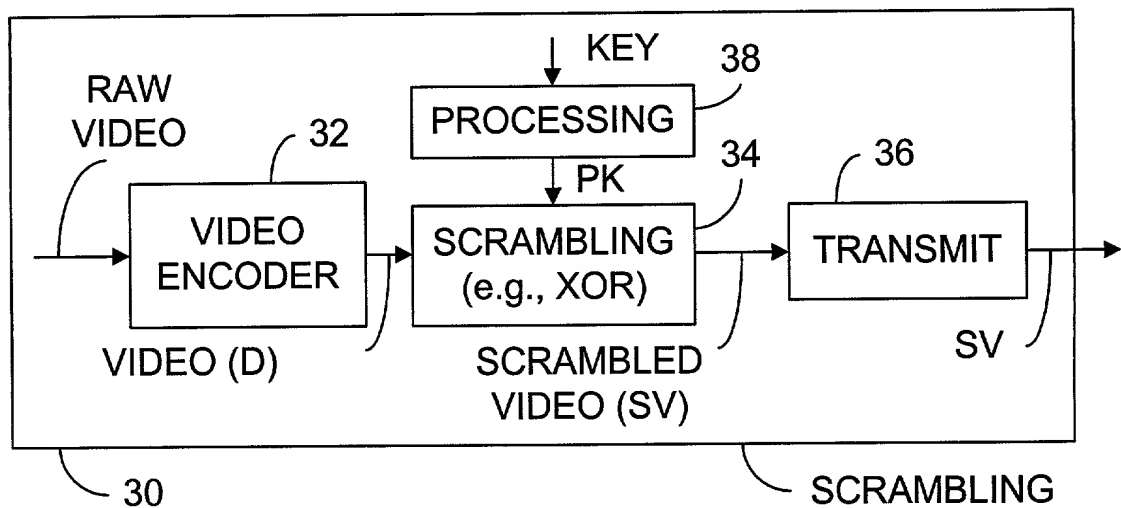 KEY
38
RAW
VIDEO
PROCESSING
32
34
36
PK
VIDEO
ENCODER
SCRAMBLING
(e.g., XOR)
TRANSMIT
VIDEO (D)
SCRAMBLED
VIDEO (SV)
SV
30
SCRAMBLING